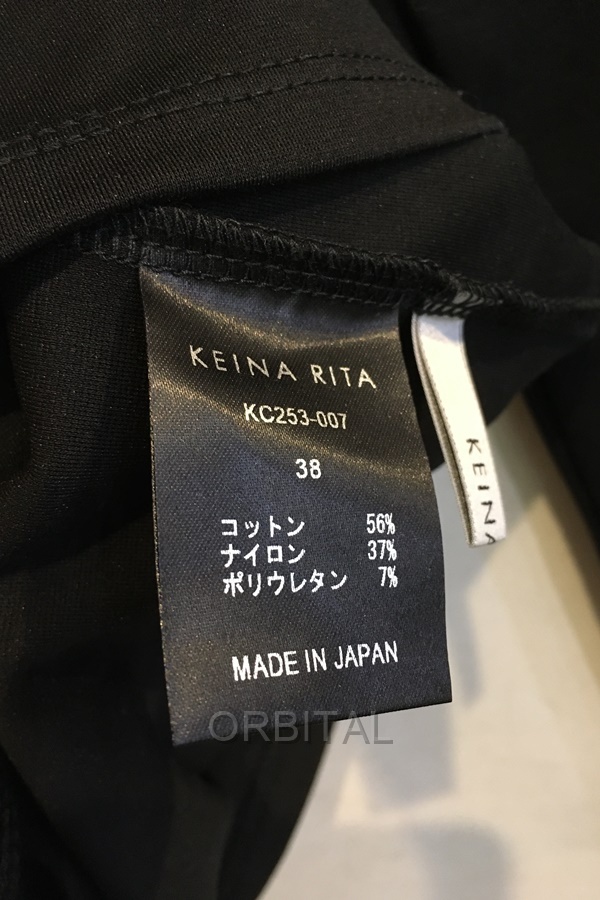 KEINA RITA
KC253-007
38
コットン 56%
ナイロン 37%
ポリウレタン 7%
MADE IN JAPAN
KEINA
ORBITAL